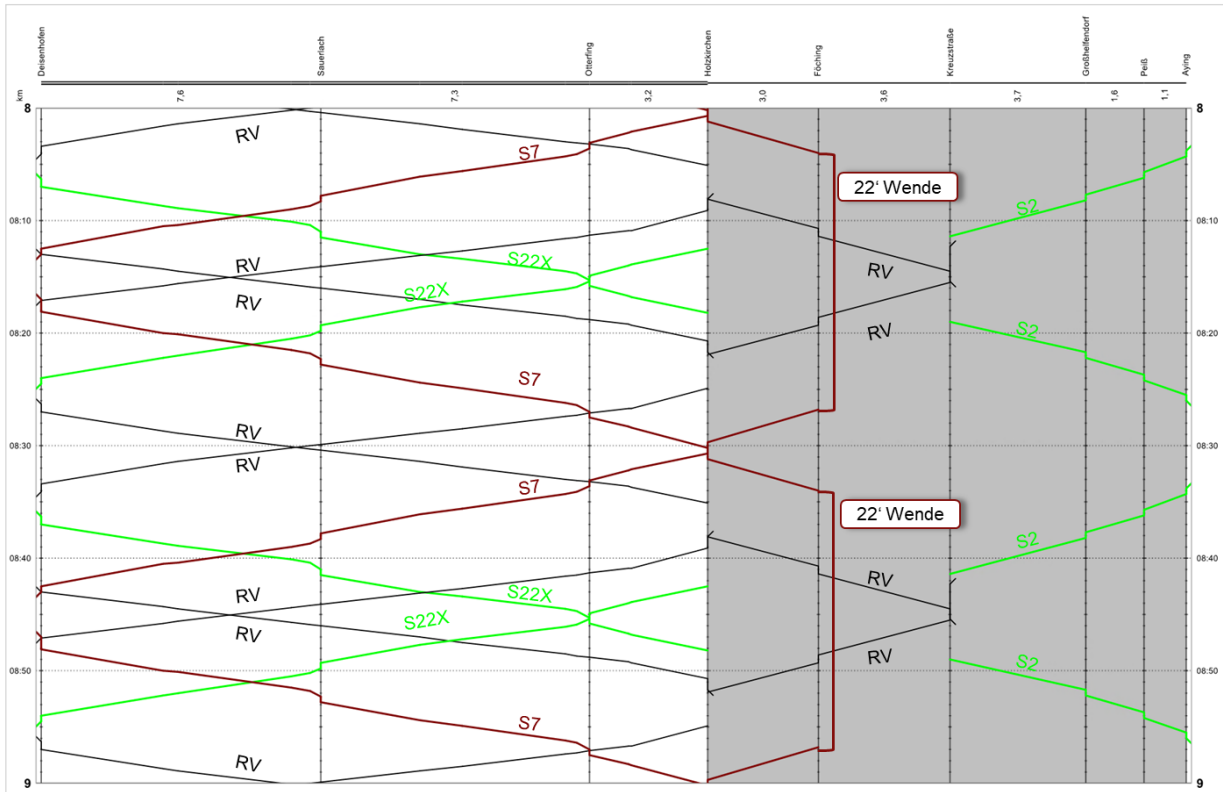 Deisenhofen
Sauerlach
Otterfing
Holzkirchen
Föching
Kreuzstraße
Großhelfendorf
Peiß
Aying
km
7,6
7,3
3,2
3,0
3,6
3,7
1,6
1,1
8
8
RV
S7
22' Wende
S2
08:10
08:10
S22X
RV
RV
S22X
RV
08:20
08:20
RV
S2
S7
RV
08:30
08:30
RV
S7
22' Wende
S2
08:40
08:40
RV
RV
S22X
S22X
RV
08:50
08:50
RV
S2
S7
RV
9
9